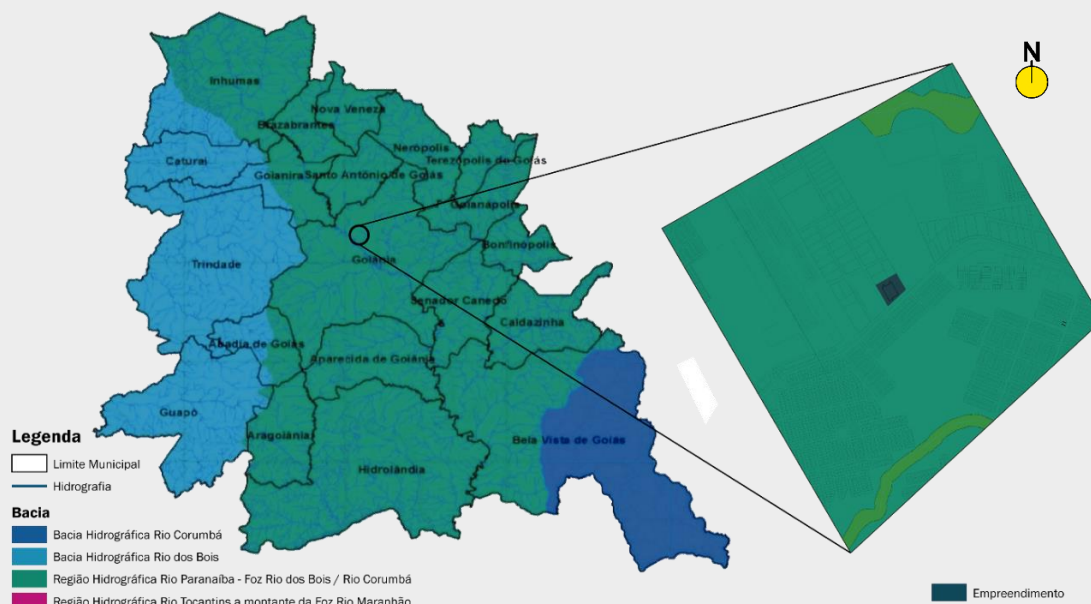 N
Inhumas
Nova Veneza
Brazabrantes
Nerópolis
Caturaí
Terezópolis de Goiás
Goianira
Santo Antônio de Goiás
Goianápolis
Bonfinópolis
Goiânia
Trindade
Senador Canedo
Caldazinha
Abadia de Goiás
Aparecida de Goiânia
Guapó
Aragoiânia
Bela Vista de Goiás
Hidrolândia
Legenda
Limite Municipal
Hidrografia
Bacia
Bacia Hidrográfica Rio Corumbá
Bacia Hidrográfica Rio dos Bois
Região Hidrográfica Rio Paranaíba - Foz Rio dos Bois / Rio Corumbá
Região Hidrográfica Rio Tocantins a montante da Foz Rio Maranhão
Empreendimento